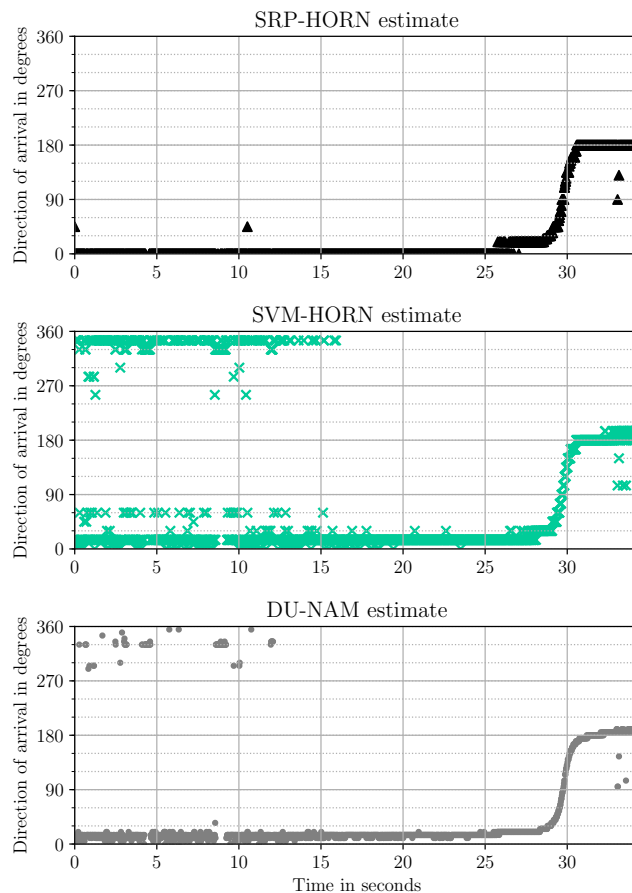 SRP-HORN estimate
Direction of arrival in degrees
360
270
180
90
0
0 5 10 15 20 25 30
SVM-HORN estimate
Direction of arrival in degrees
360
270
180
90
0
0 5 10 15 20 25 30
DU-NAM estimate
Direction of arrival in degrees
360
270
180
90
0
0 5 10 15 20 25 30
Time in seconds